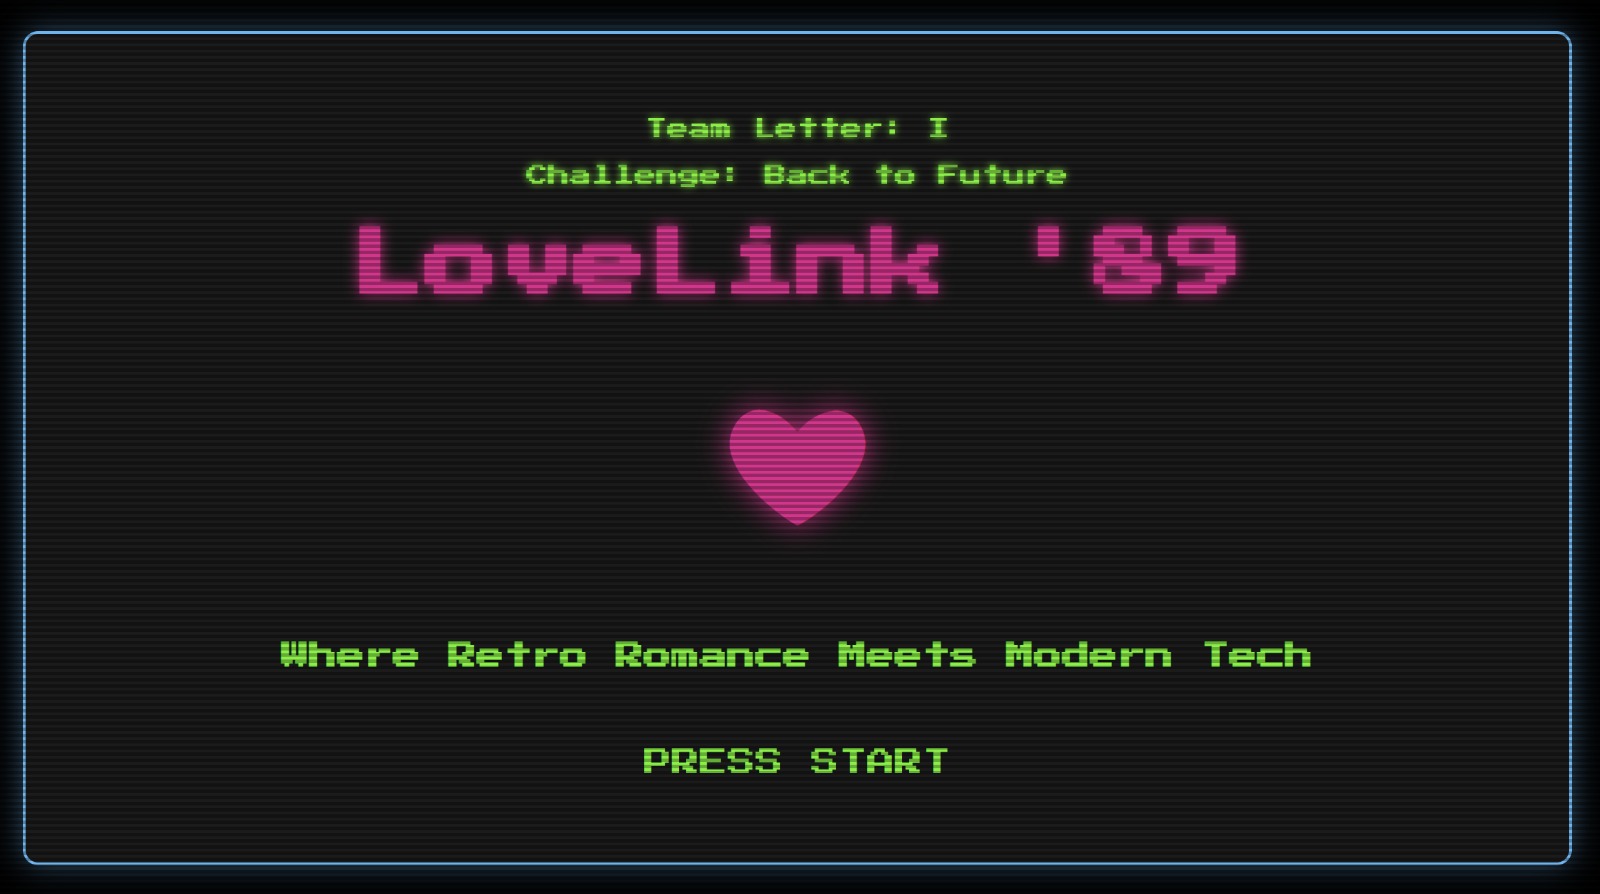 Team Letter: I
Challenge: Back to Future
LoveLink '89
Where Retro Romance Meets Modern Tech
PRESS START